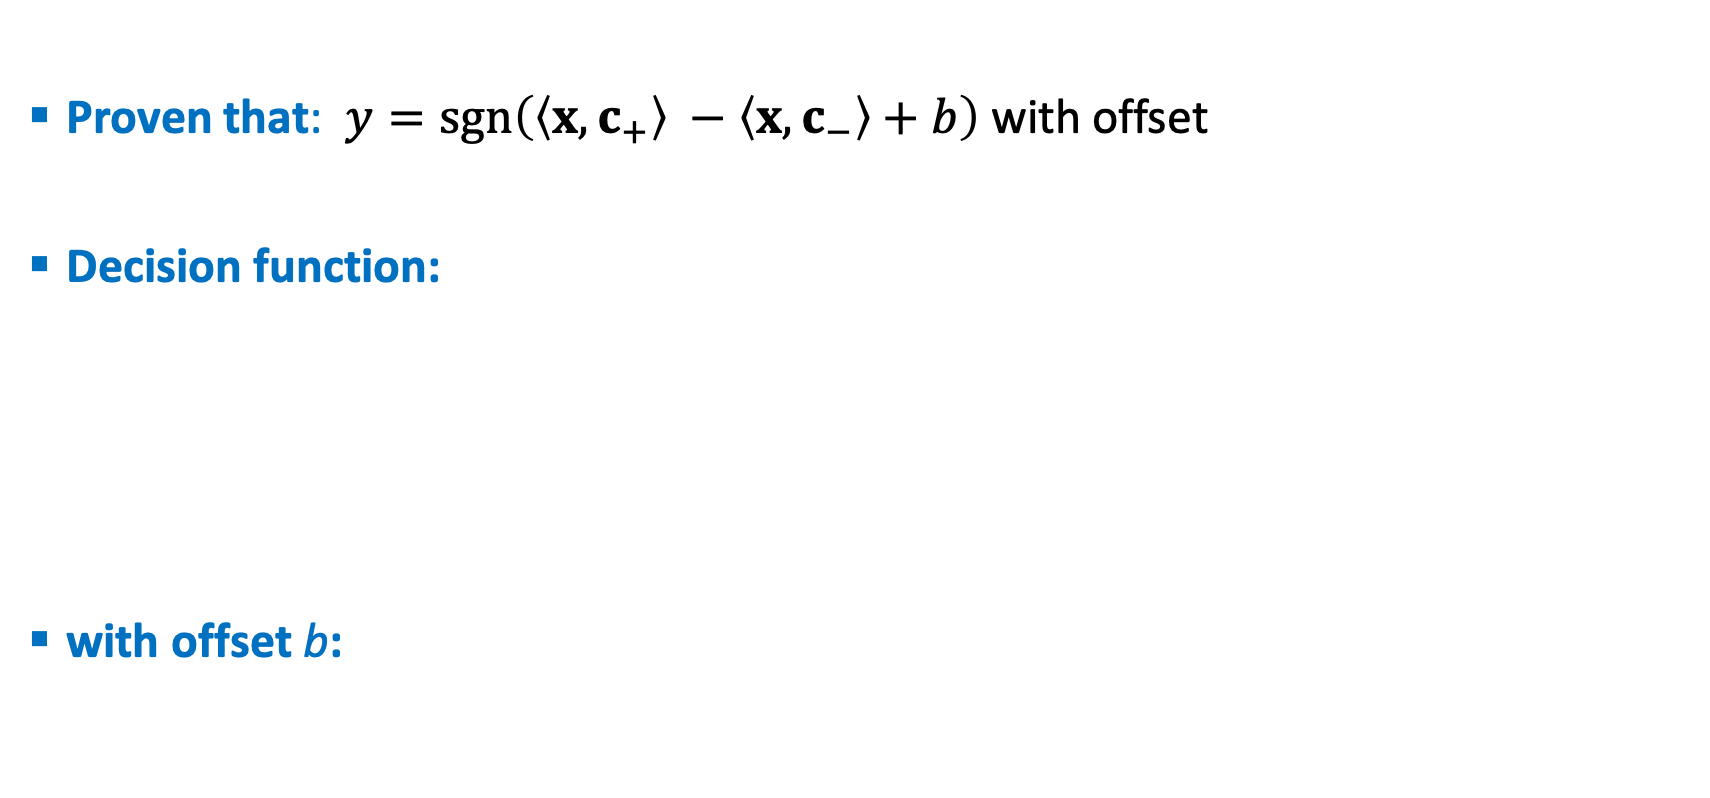 ▪ Proven that: y = sgn(⟨x, c₊⟩ − ⟨x, c₋⟩ + b) with offset
▪ Decision function:
▪ with offset b: